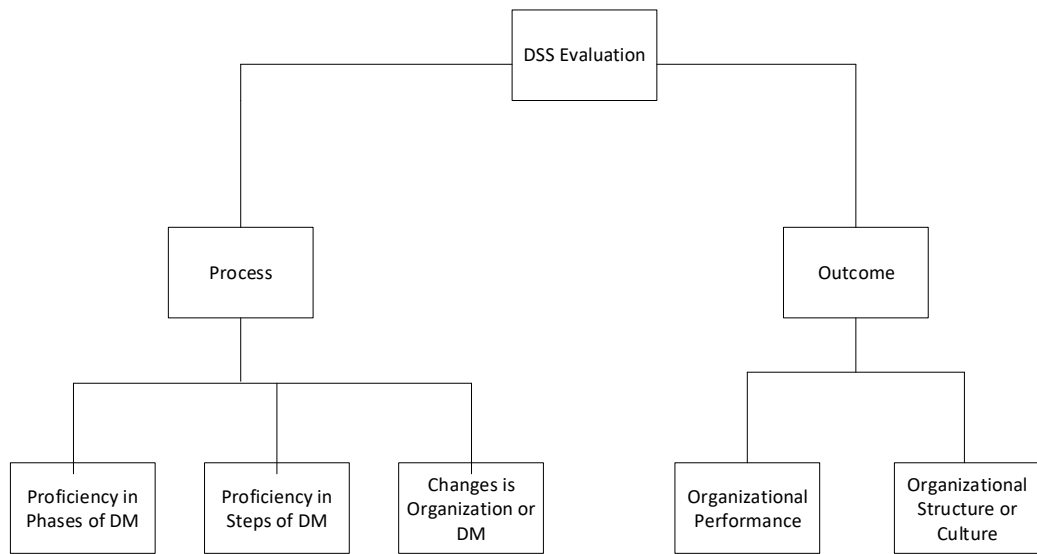 DSS Evaluation
Process
Outcome
Proficiency in
Phases of DM
Proficiency in
Steps of DM
Changes is
Organization or
DM
Organizational
Performance
Organizational
Structure or
Culture